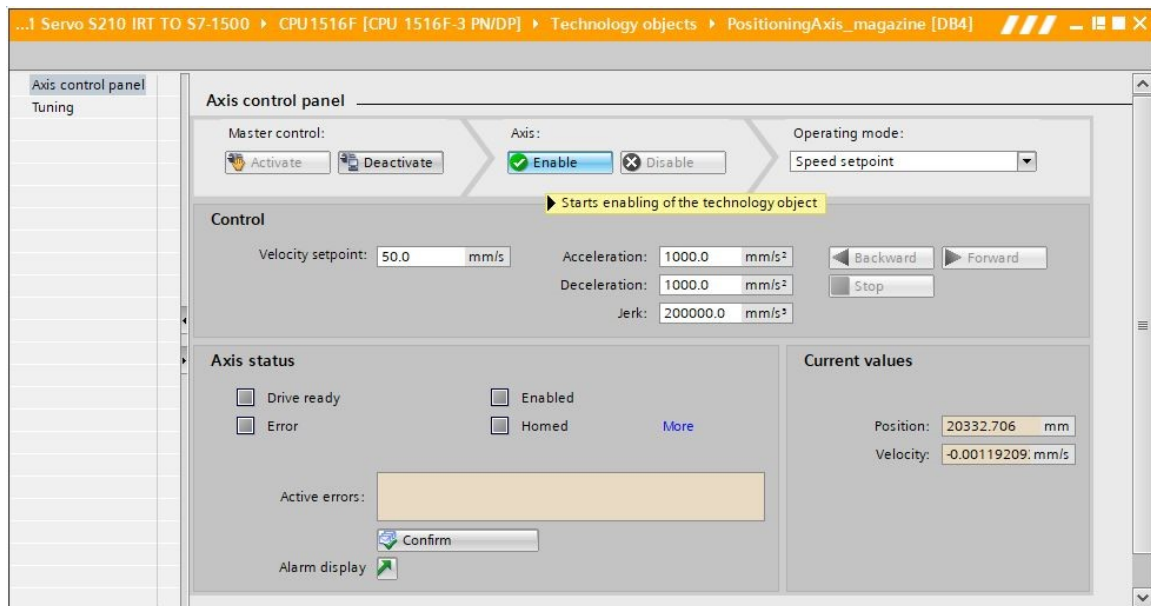 ...1 Servo S210 IRT TO S7-1500 ▸ CPU1516F [CPU 1516F-3 PN/DP] ▸ Technology objects ▸ PositioningAxis_magazine [DB4]
Axis control panel
Tuning
Axis control panel
Master control:
Activate Deactivate
Axis:
Enable Disable
Operating mode:
Speed setpoint
Starts enabling of the technology object
Control
Velocity setpoint: 50.0 mm/s
Acceleration: 1000.0 mm/s²
Deceleration: 1000.0 mm/s²
Jerk: 200000.0 mm/s³
Backward Forward
Stop
Axis status
Drive ready Enabled
Error Homed More
Active errors:
Confirm
Alarm display
Current values
Position: 20332.706 mm
Velocity: -0.00119209 mm/s